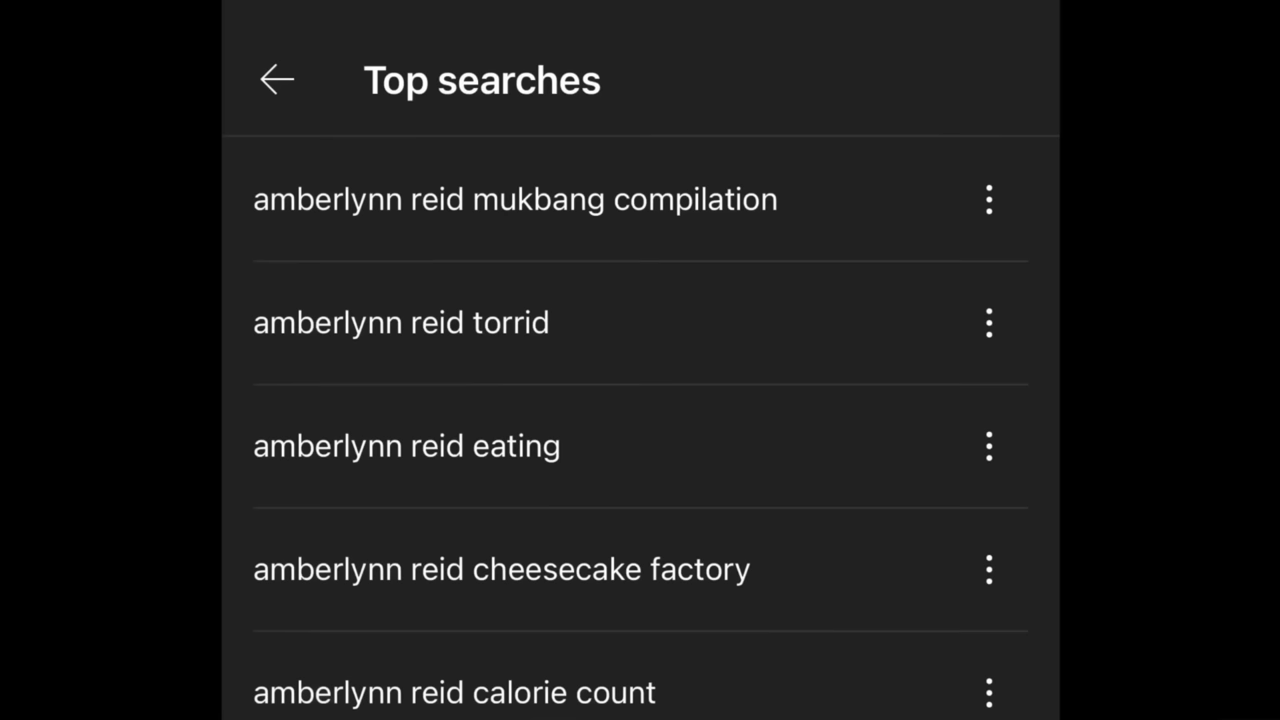 Top searches
amberlynn reid mukbang compilation
amberlynn reid torrid
amberlynn reid eating
amberlynn reid cheesecake factory
amberlynn reid calorie count